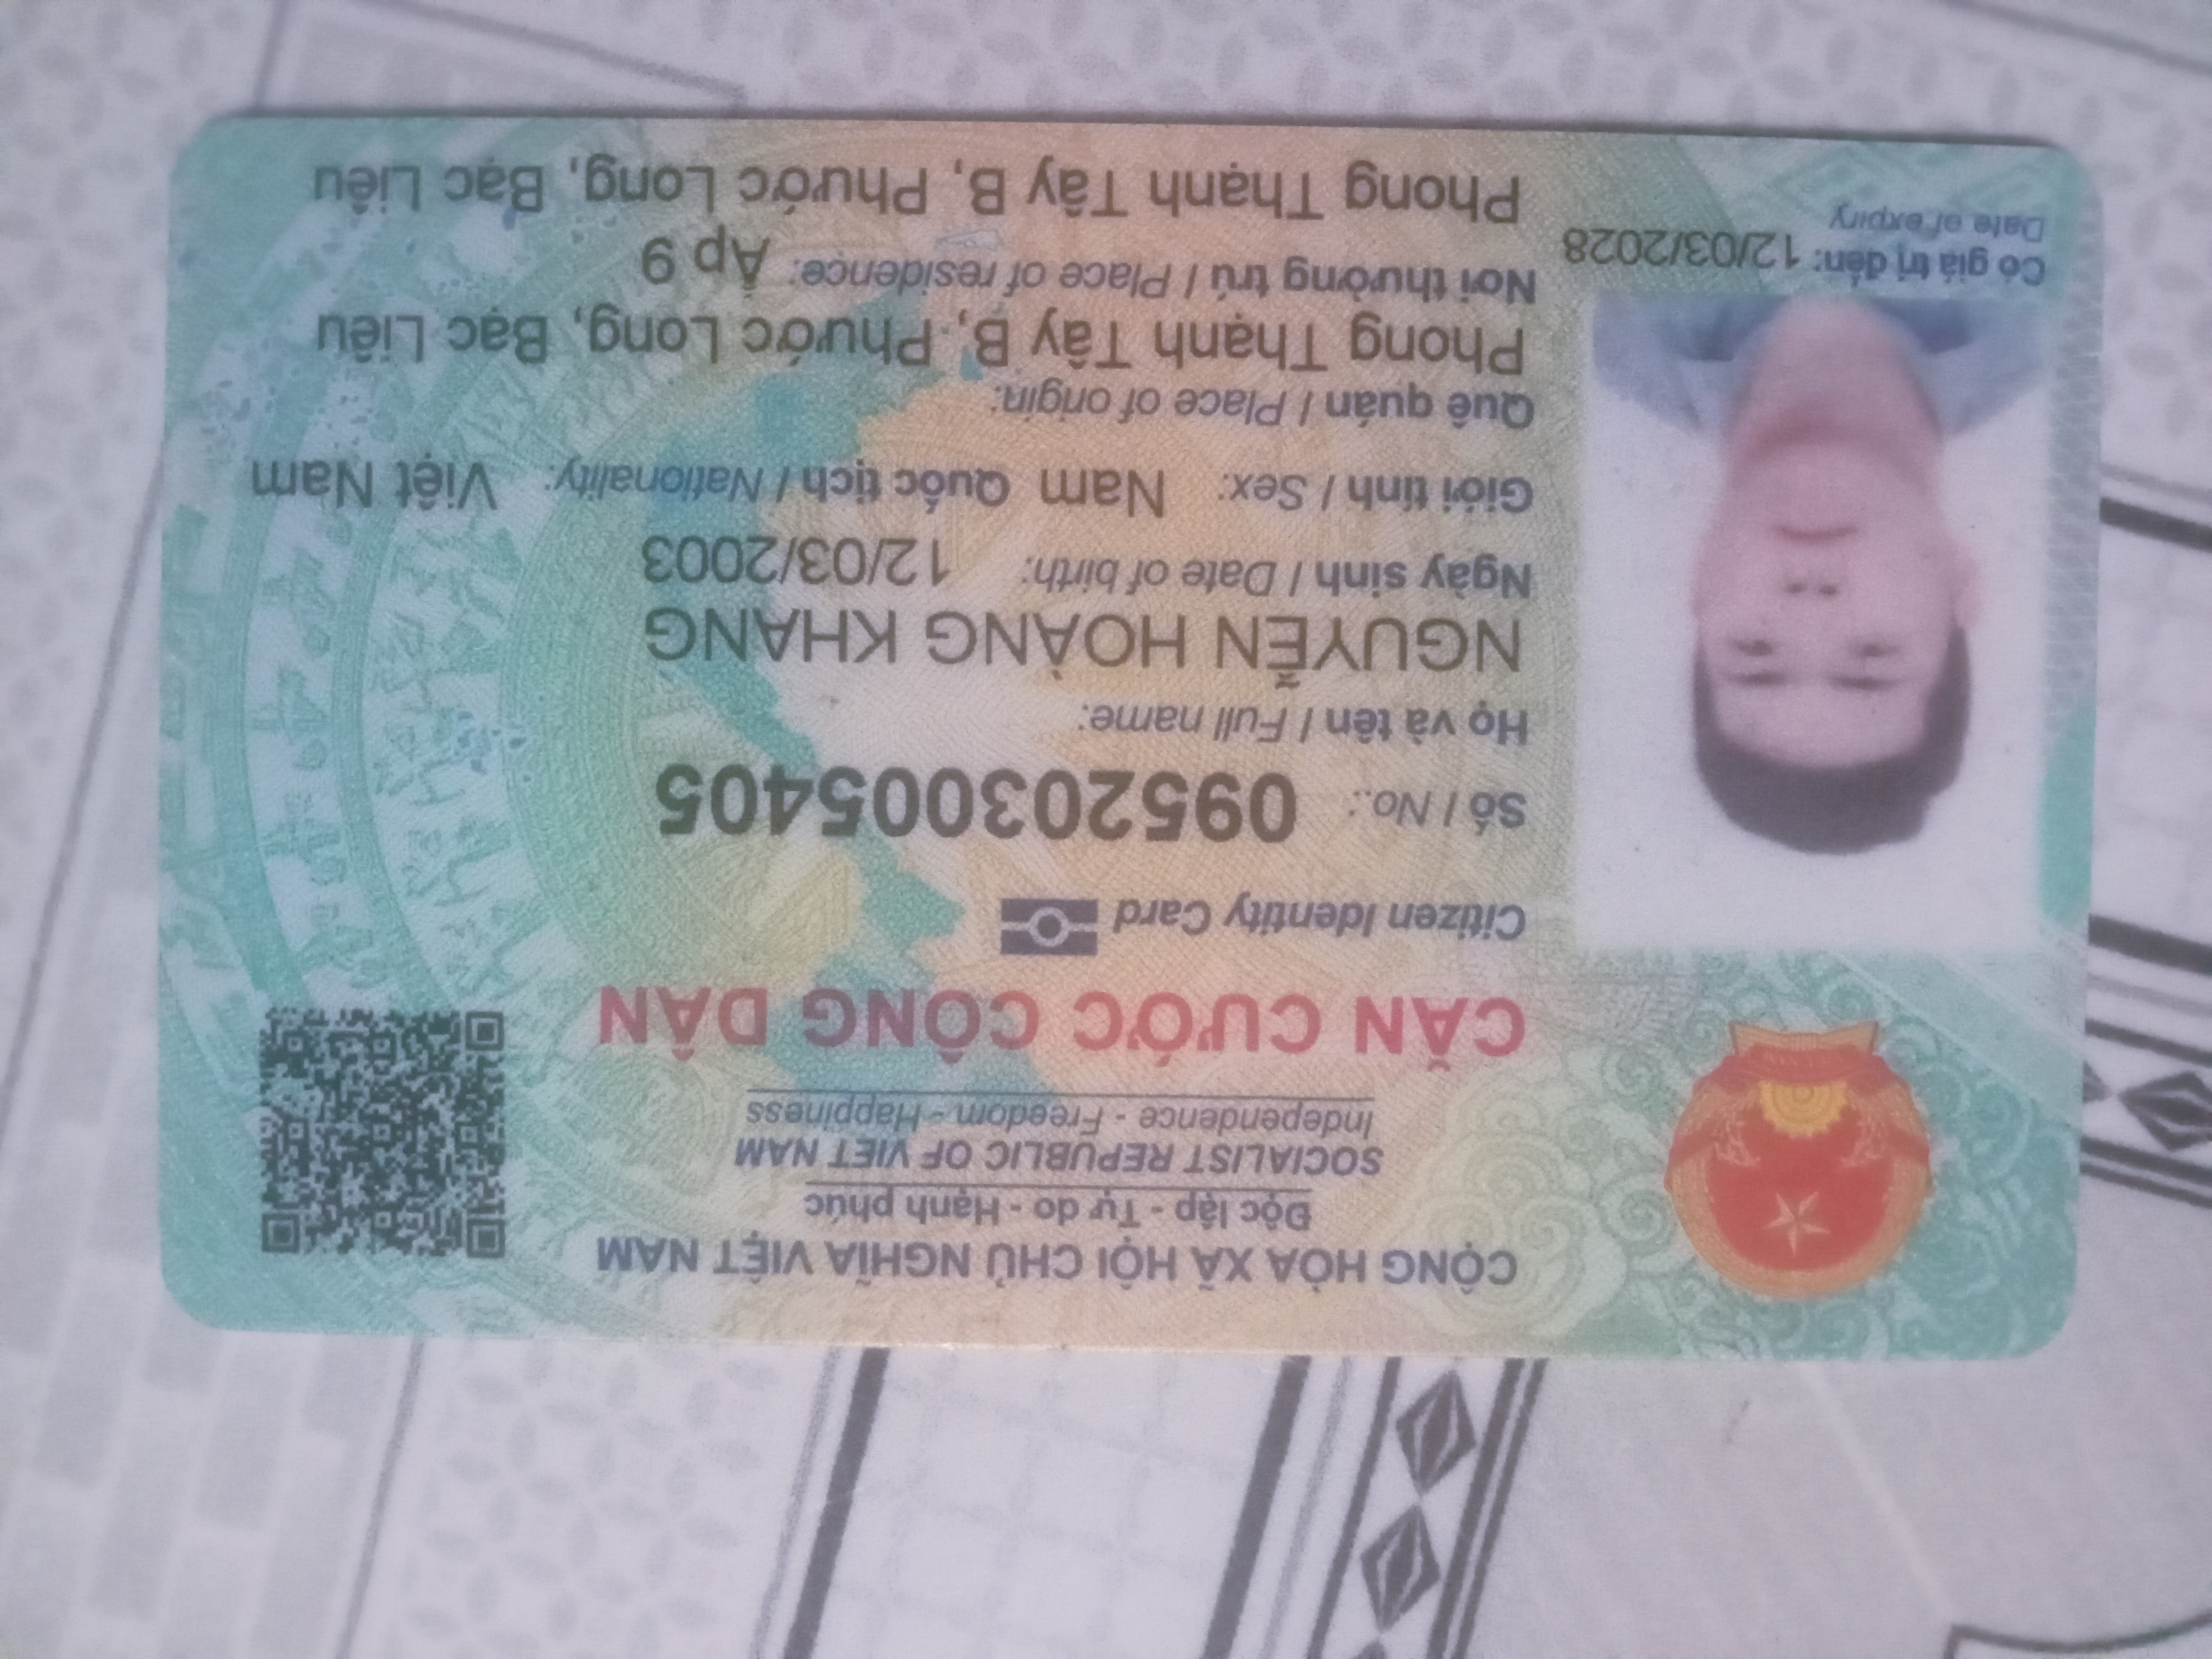 CỘNG HÒA XÃ HỘI CHỦ NGHĨA VIỆT NAM
Độc lập - Tự do - Hạnh phúc
SOCIALIST REPUBLIC OF VIET NAM
Independence - Freedom - Happiness
CĂN CƯỚC CÔNG DÂN
Citizen Identity Card
Số / No.: 095203005405
Họ và tên / Full name:
NGUYỄN HOÀNG KHANG
Ngày sinh / Date of birth: 12/03/2003
Giới tính / Sex: Nam Quốc tịch / Nationality: Việt Nam
Quê quán / Place of origin:
Phong Thạnh Tây B, Phước Long, Bạc Liêu
Nơi thường trú / Place of residence: Ấp 9
Phong Thạnh Tây B, Phước Long, Bạc Liêu
Có giá trị đến: 12/03/2028
Date of expiry